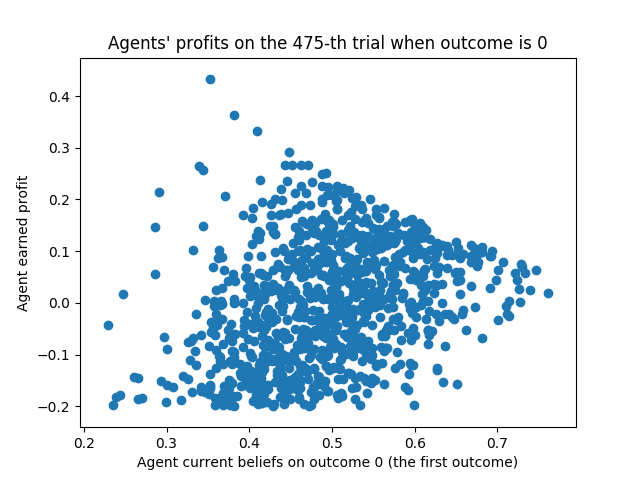 Agents' profits on the 475-th trial when outcome is 0
Agent earned profit
0.4
0.3
0.2
0.1
0.0
−0.1
−0.2
0.2 0.3 0.4 0.5 0.6 0.7
Agent current beliefs on outcome 0 (the first outcome)